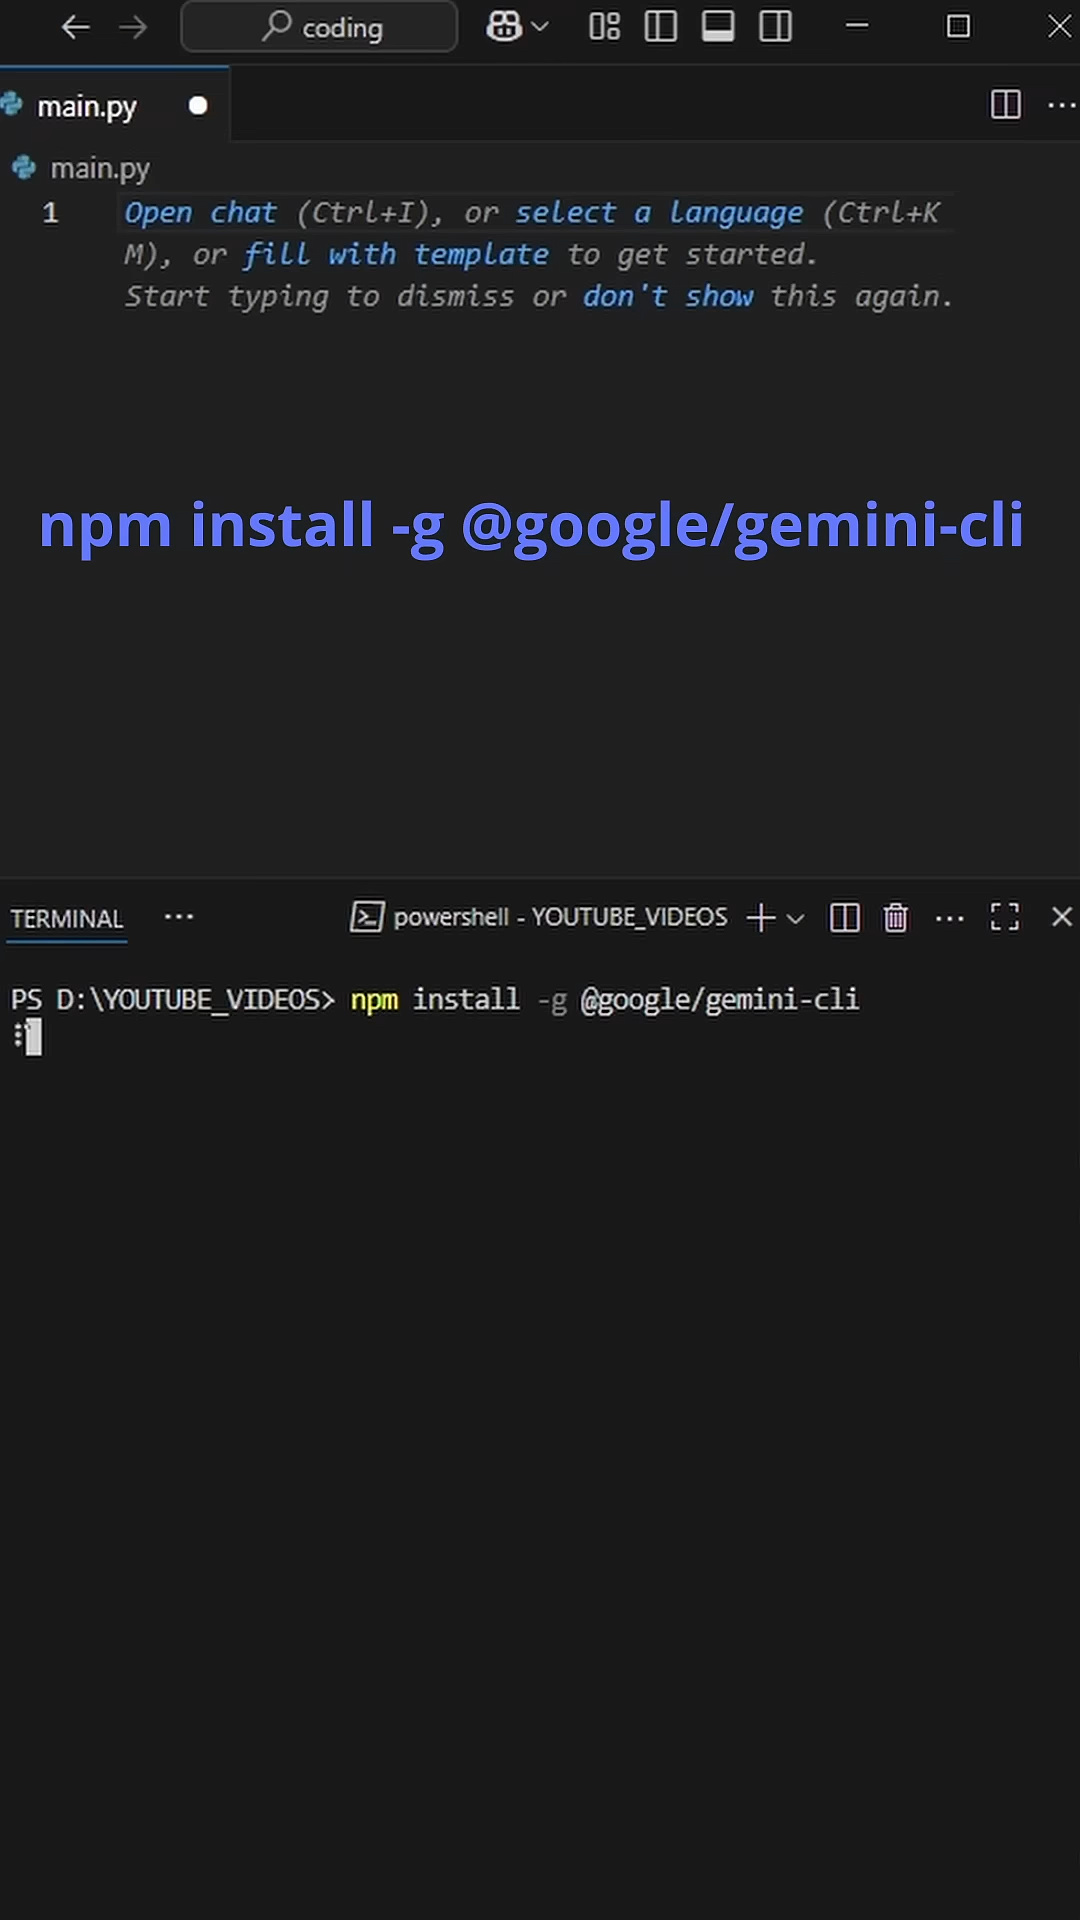 coding
main.py
main.py
1 Open chat (Ctrl+I), or select a language (Ctrl+K
M), or fill with template to get started.
Start typing to dismiss or don't show this again.
npm install -g @google/gemini-cli
TERMINAL ··· powershell - YOUTUBE_VIDEOS
PS D:\YOUTUBE_VIDEOS> npm install -g @google/gemini-cli